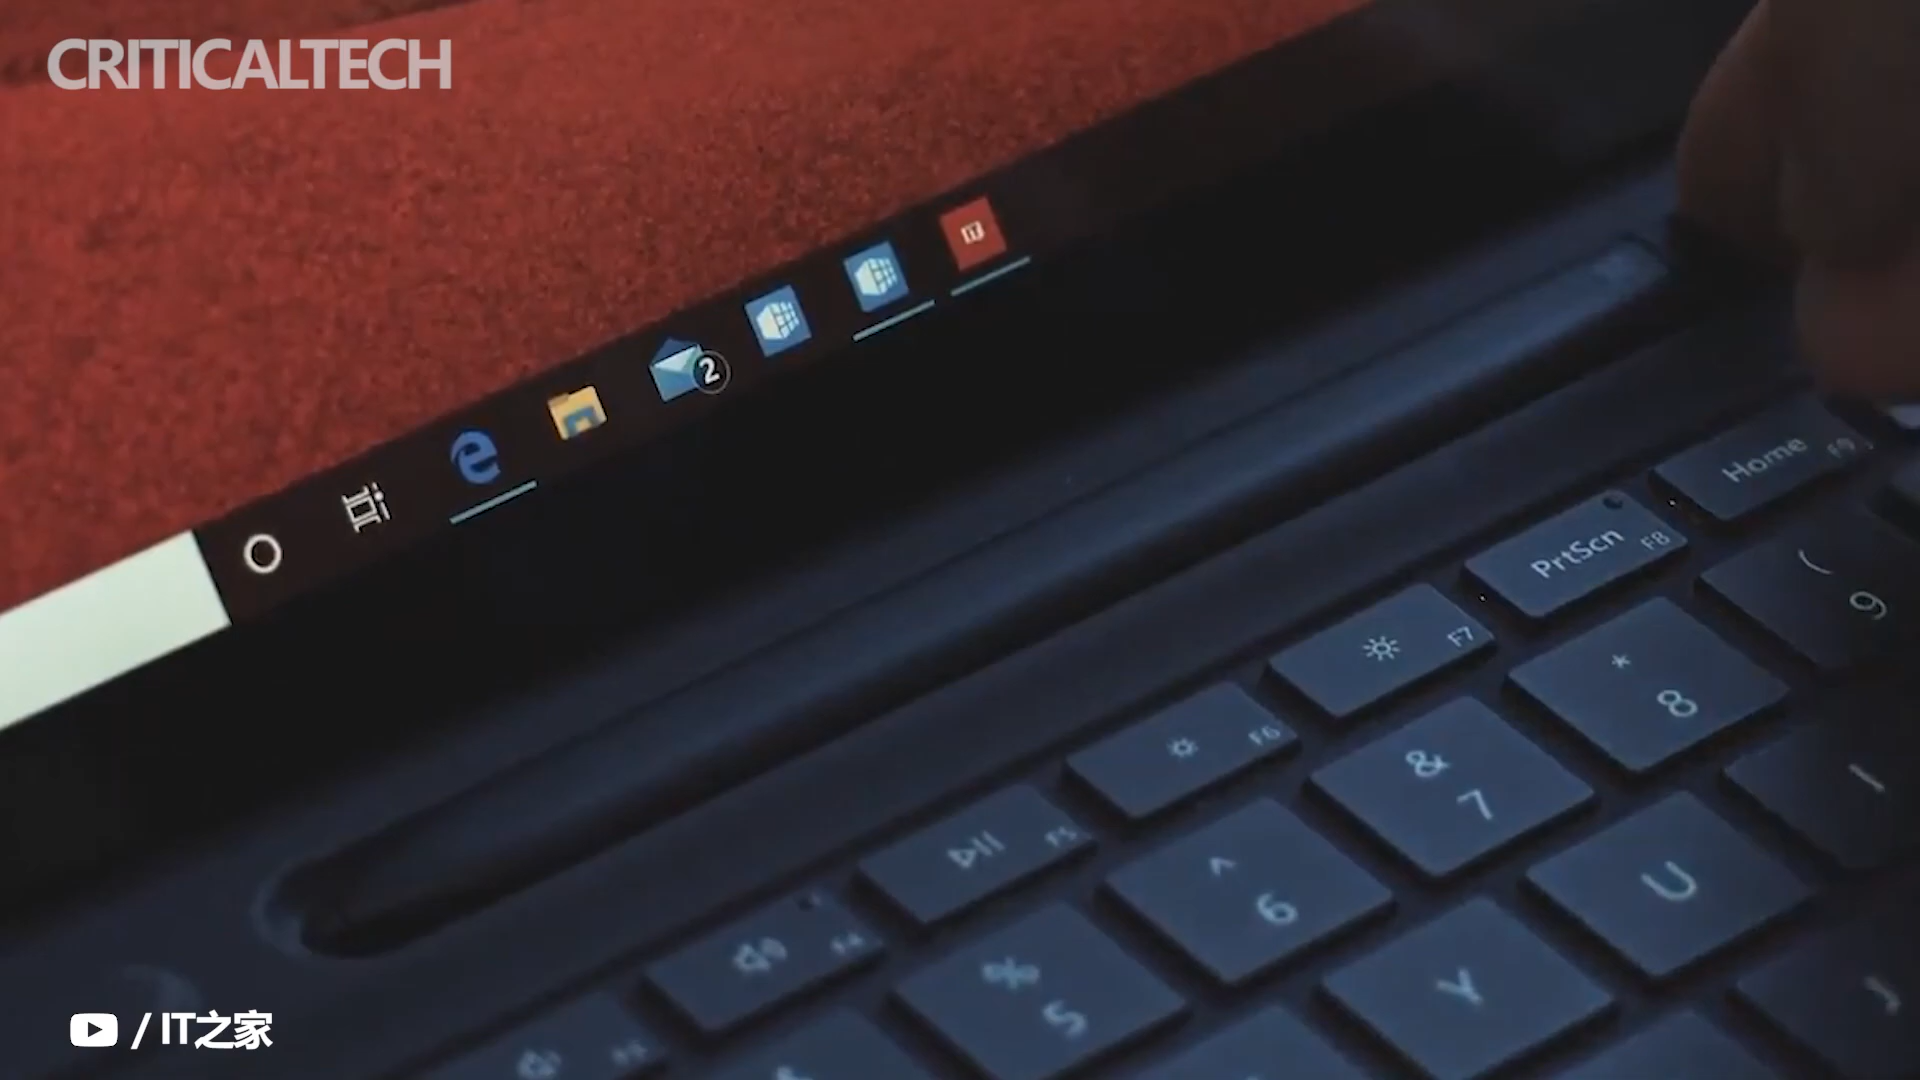 CRITICALTECH
IT
2
Home F9
PrtScn F8
F7
F6
F5
F4
( 9
* 8
& 7
^ 6
% 5
U
Y
J
/ IT之家